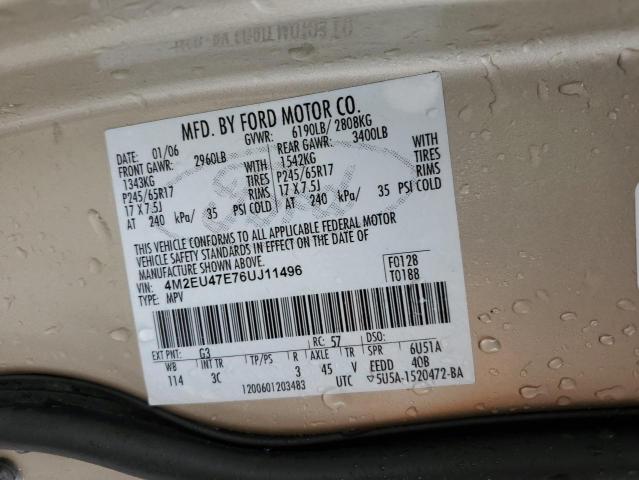 MFD. BY FORD MOTOR CO.
DATE: 01/06 GVWR: 6190LB/ 2808KG
FRONT GAWR: 2960LB REAR GAWR: 3400LB
1343KG WITH 1542KG WITH
P245/65R17 TIRES P245/65R17 TIRES
17 X 7.5J RIMS 17 X 7.5J RIMS
AT 240 kPa/ 35 PSI COLD AT 240 kPa/ 35 PSI COLD
THIS VEHICLE CONFORMS TO ALL APPLICABLE FEDERAL MOTOR
VEHICLE SAFETY STANDARDS IN EFFECT ON THE DATE OF
MANUFACTURE SHOWN ABOVE.
VIN: 4M2EU47E76UJ11496 F0128
TYPE: MPV T0188
EXT PNT: G3 RC: 57 DSO:
WB INT TR TP/PS R AXLE TR SPR 6U51A
114 3C 3 45 V EEDD 40B
1200601203483 UTC 5U5A-1520472-BA